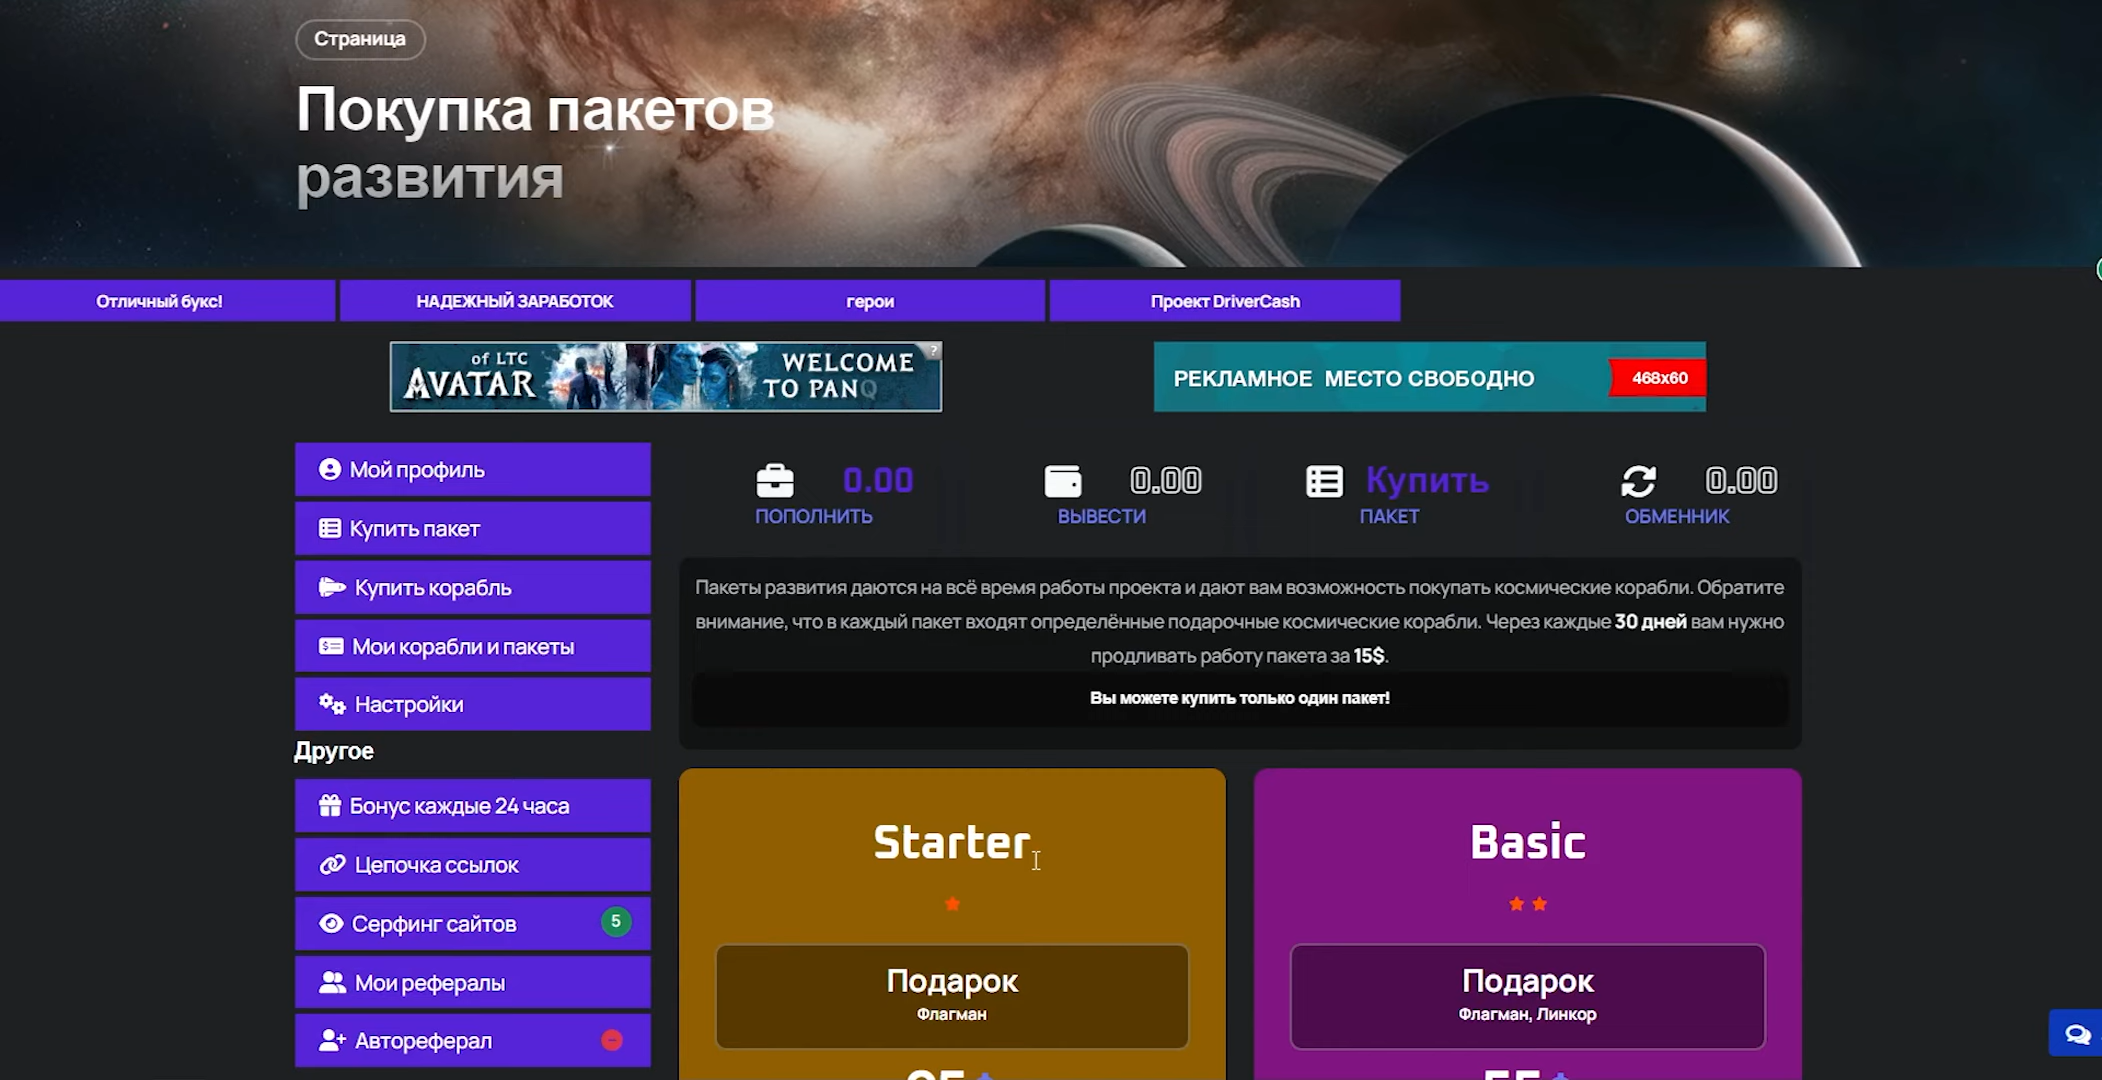 Страница
Покупка пакетов
развития
Отличный букс!
НАДЕЖНЫЙ ЗАРАБОТОК
герои
Проект DriverCash
of LTC
AVATAR
WELCOME
TO PANQ
?
РЕКЛАМНОЕ МЕСТО СВОБОДНО
468x60
Мой профиль
Купить пакет
Купить корабль
Мои корабли и пакеты
Настройки
Другое
Бонус каждые 24 часа
Цепочка ссылок
Серфинг сайтов
5
Мои рефералы
Автореферал
0.00
ПОПОЛНИТЬ
0.00
ВЫВЕСТИ
Купить
ПАКЕТ
0.00
ОБМЕННИК
Пакеты развития даются на всё время работы проекта и дают вам возможность покупать космические корабли. Обратите
внимание, что в каждый пакет входят определённые подарочные космические корабли. Через каждые 30 дней вам нужно
продливать работу пакета за 15$.
Вы можете купить только один пакет!
Starter
Подарок
Флагман
Basic
Подарок
Флагман, Линкор